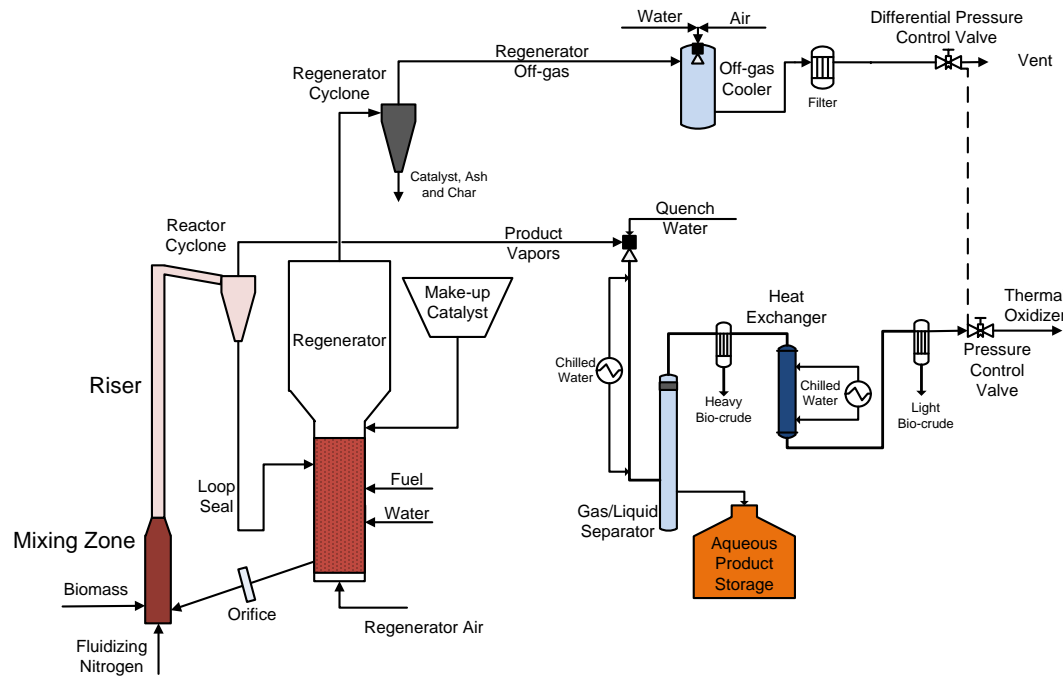 Water
Air
Differential Pressure
Control Valve
Regenerator
Off-gas
Regenerator
Cyclone
Off-gas
Cooler
Vent
Filter
Catalyst, Ash
and Char
Quench
Water
Reactor
Cyclone
Product
Vapors
Make-up
Catalyst
Heat
Exchanger
Thermal
Oxidizer
Regenerator
Pressure
Control
Valve
Chilled
Water
Chilled
Water
Riser
Heavy
Bio-crude
Light
Bio-crude
Loop
Seal
Fuel
Water
Gas/Liquid
Separator
Mixing Zone
Aqueous
Product
Storage
Biomass
Orifice
Regenerator Air
Fluidizing
Nitrogen